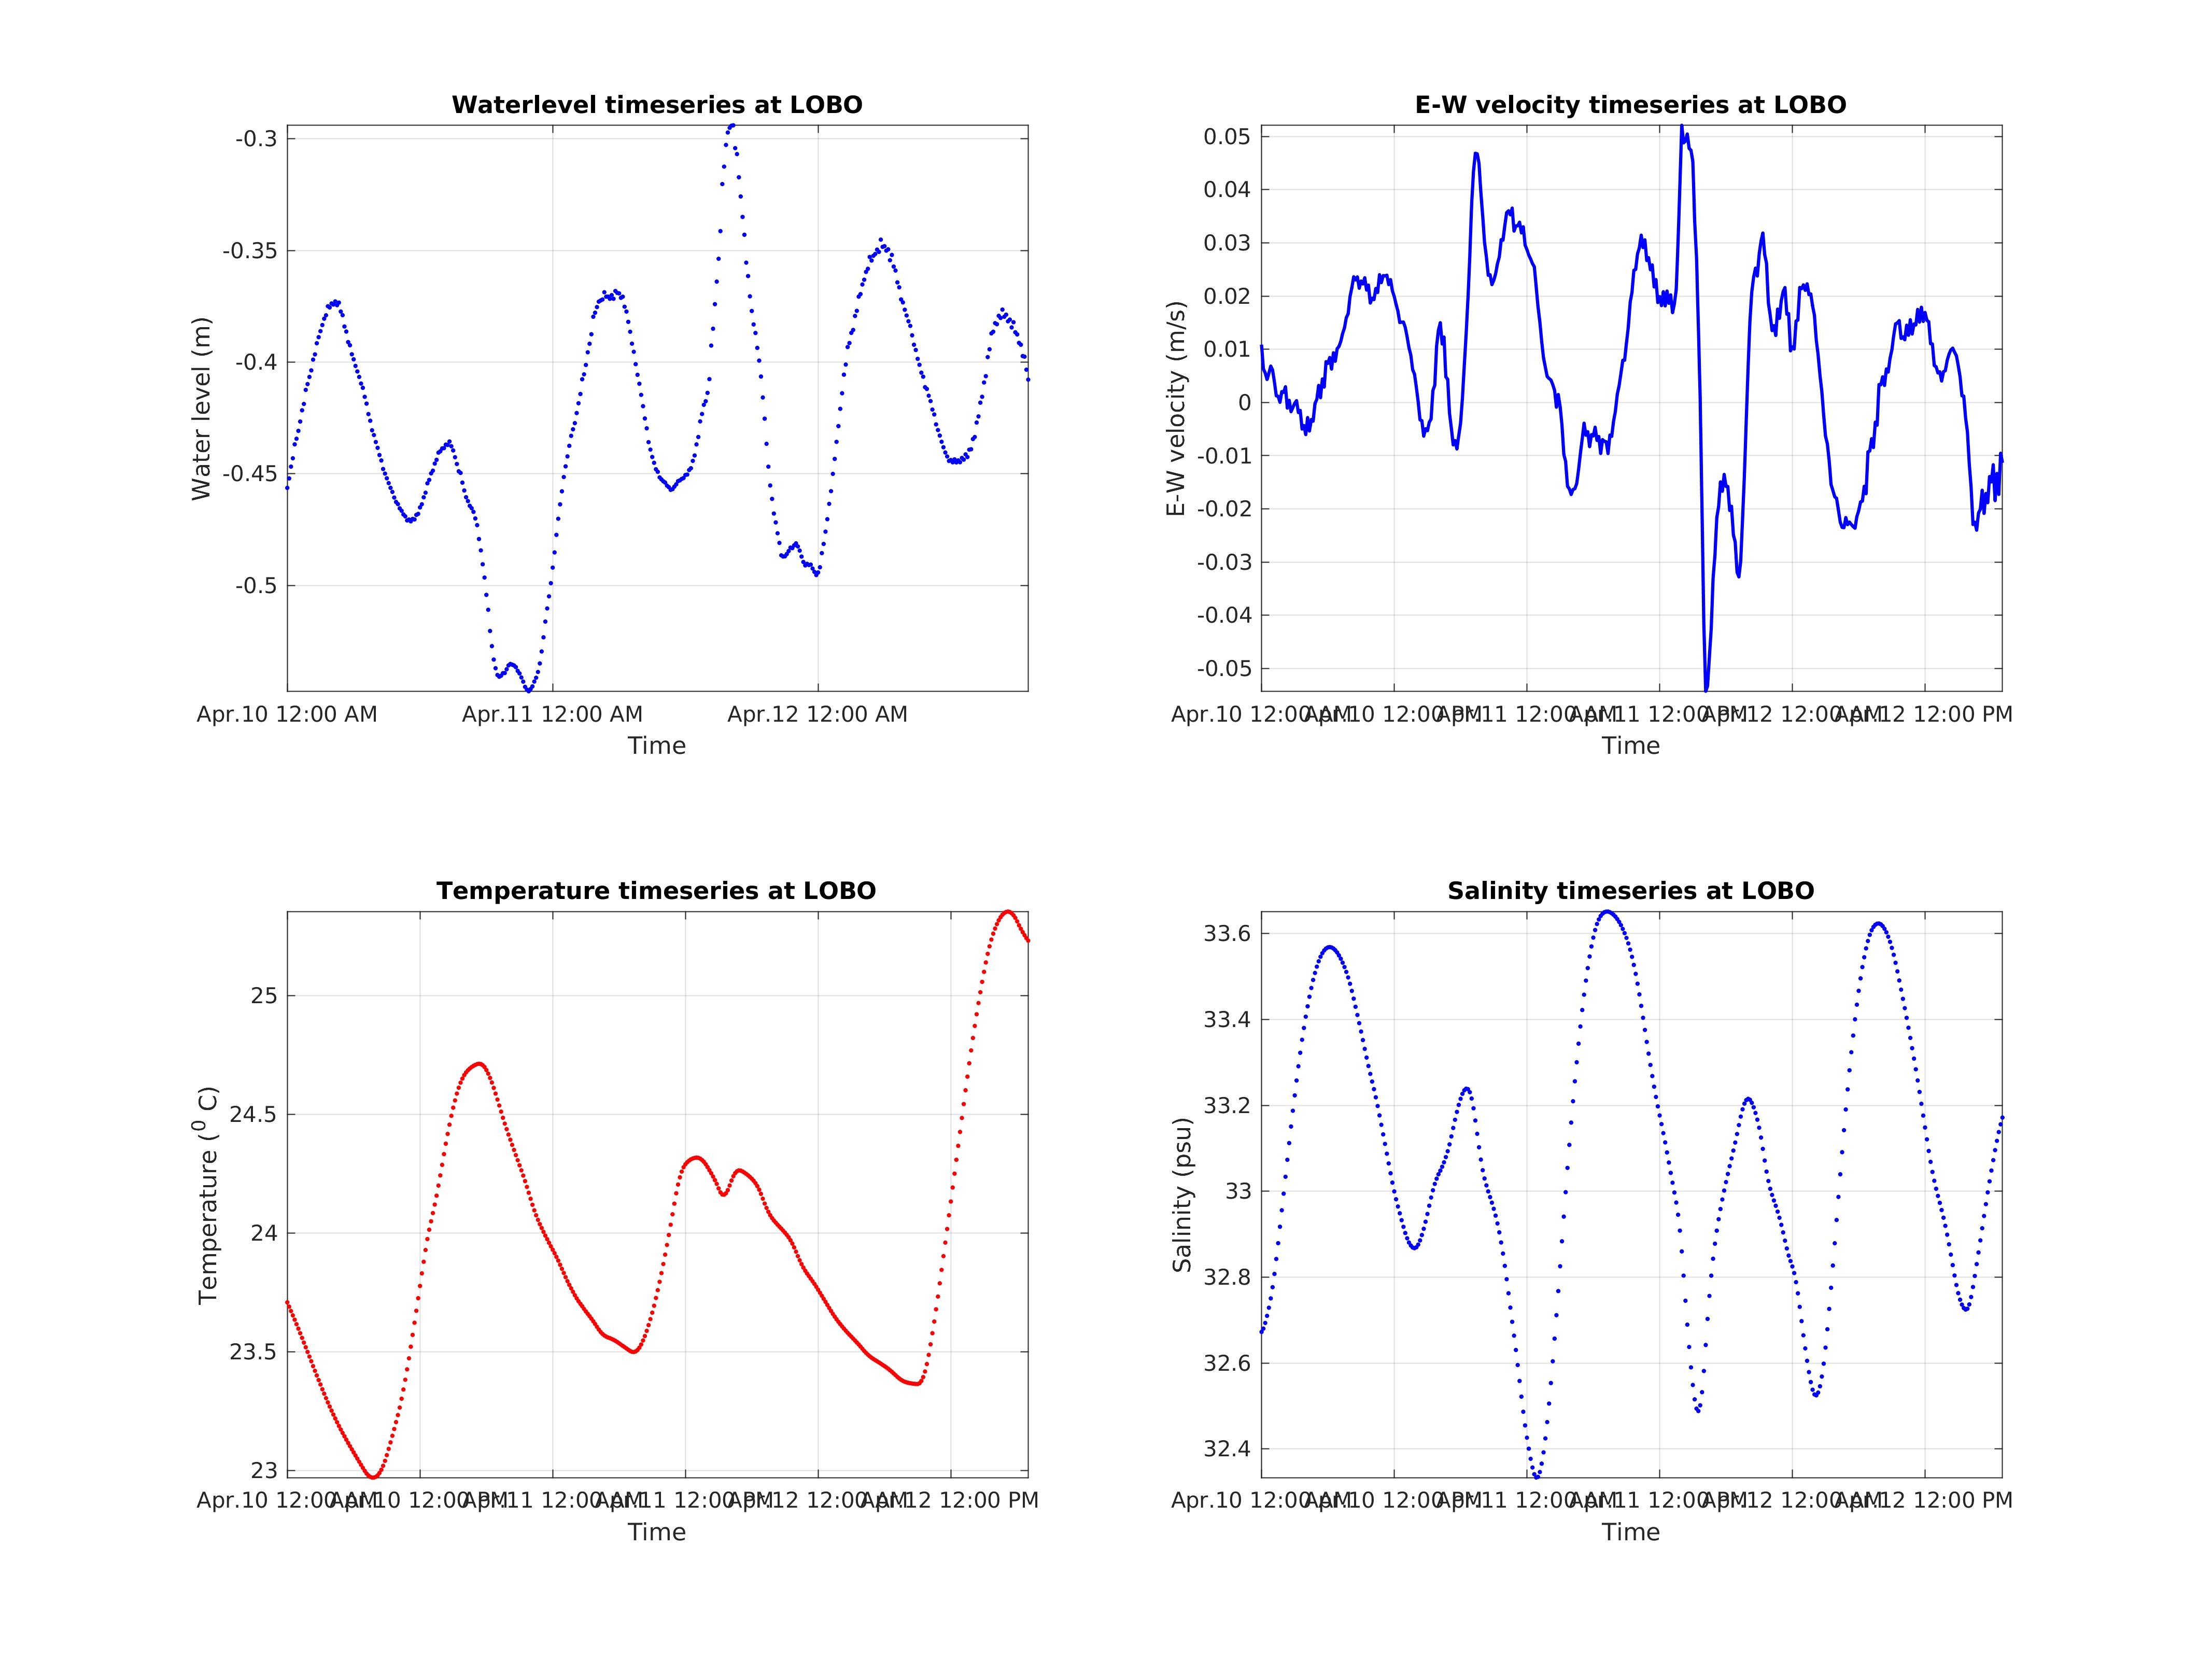 Waterlevel timeseries at LOBO
-0.3
-0.35
-0.4
-0.45
-0.5
Water level (m)
Apr.10 12:00 AM Apr.11 12:00 AM Apr.12 12:00 AM
Time
E-W velocity timeseries at LOBO
0.05
0.04
0.03
0.02
0.01
0
-0.01
-0.02
-0.03
-0.04
-0.05
E-W velocity (m/s)
Apr.10 12:00 AM Apr.10 12:00 PM Apr.11 12:00 AM Apr.11 12:00 PM Apr.12 12:00 AM Apr.12 12:00 PM
Time
Temperature timeseries at LOBO
25
24.5
24
23.5
23
Temperature (⁰ C)
Apr.10 12:00 AM Apr.10 12:00 PM Apr.11 12:00 AM Apr.11 12:00 PM Apr.12 12:00 AM Apr.12 12:00 PM
Time
Salinity timeseries at LOBO
33.6
33.4
33.2
33
32.8
32.6
32.4
Salinity (psu)
Apr.10 12:00 AM Apr.10 12:00 PM Apr.11 12:00 AM Apr.11 12:00 PM Apr.12 12:00 AM Apr.12 12:00 PM
Time